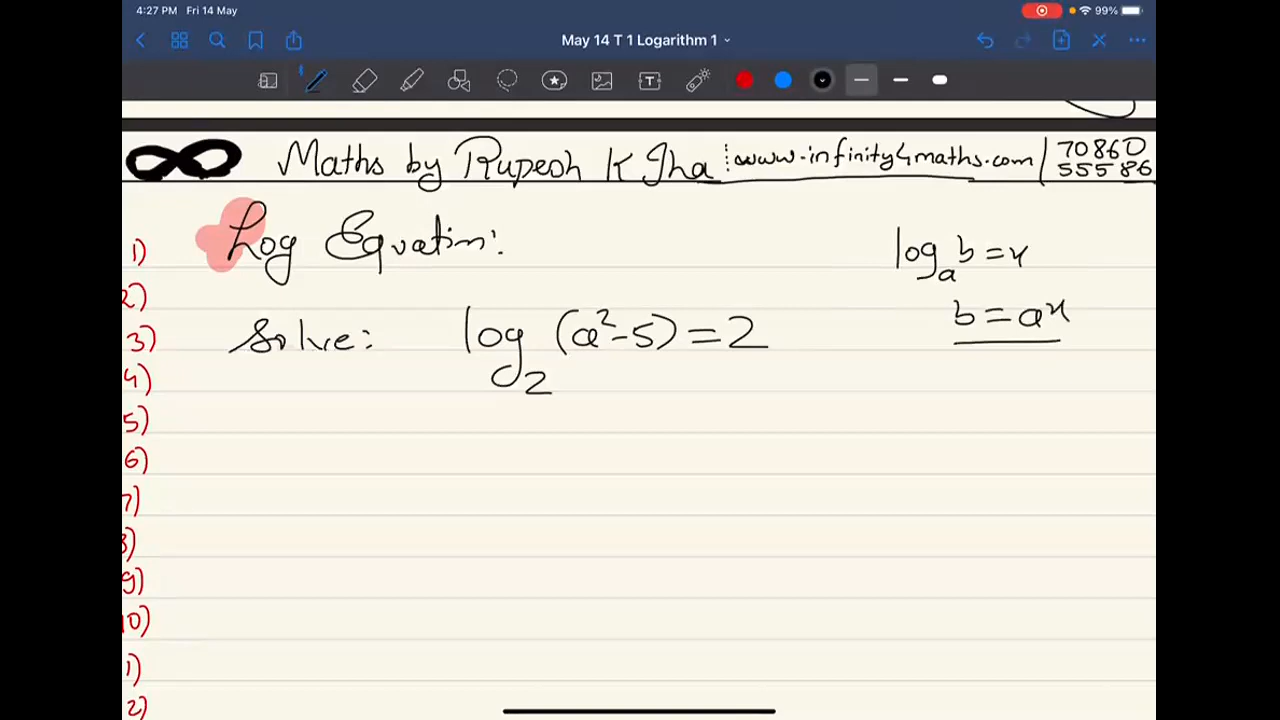 4:27 PM Fri 14 May 99%
May 14 T 1 Logarithm 1
Maths by Rupesh K Jha www.infinity4maths.com 70860 55586
Log Equation:
log_a b = x
b = a^x
Solve: log_2 (a²-5) = 2
1)
2)
3)
4)
5)
6)
7)
8)
9)
10)
1)
2)